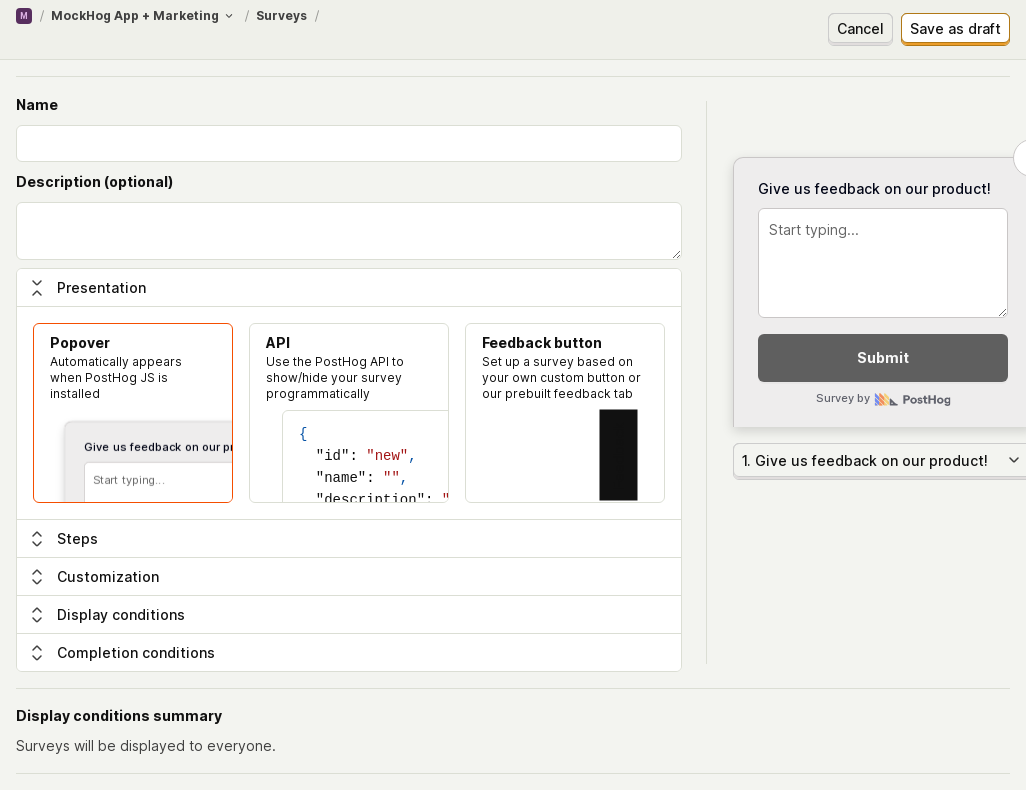 M / MockHog App + Marketing / Surveys /
Cancel
Save as draft
Name
Description (optional)
Presentation
Popover
Automatically appears
when PostHog JS is
installed
Give us feedback on our pr
Start typing...
API
Use the PostHog API to
show/hide your survey
programmatically
{
"id": "new",
"name": "",
"description": "
Feedback button
Set up a survey based on
your own custom button or
our prebuilt feedback tab
Steps
Customization
Display conditions
Completion conditions
Give us feedback on our product!
Start typing...
Submit
Survey by PostHog
1. Give us feedback on our product!
Display conditions summary
Surveys will be displayed to everyone.